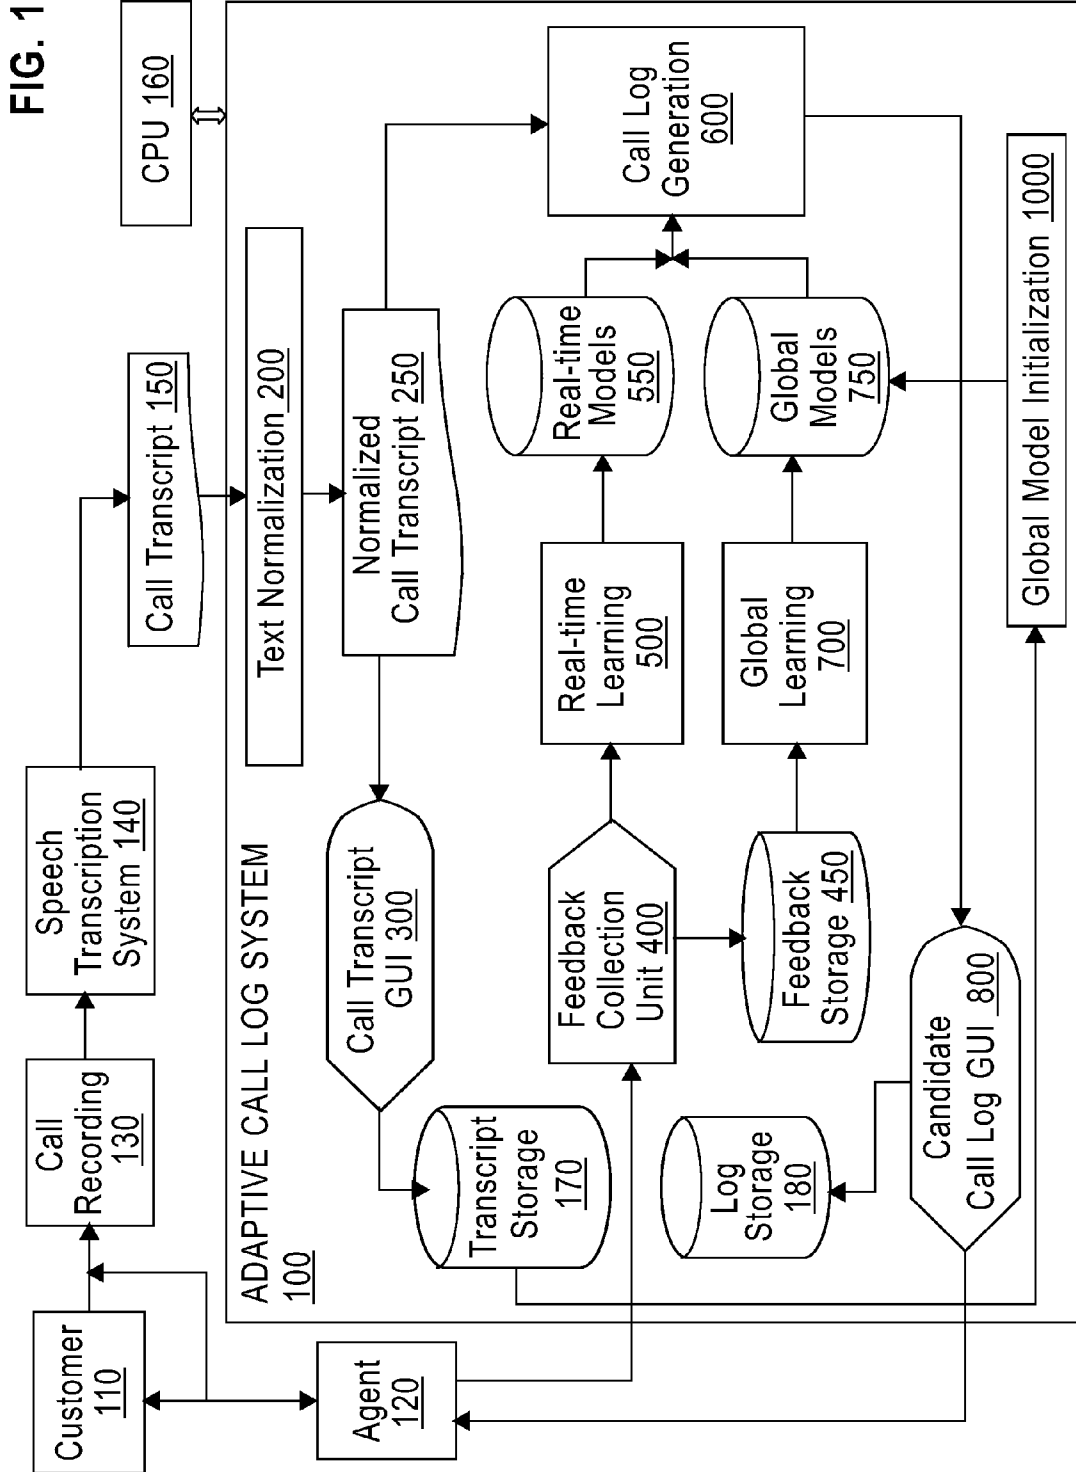 FIG. 1
Customer
110
Call
Recording
130
Speech
Transcription
System 140
Call Transcript 150
CPU 160
Agent
120
ADAPTIVE CALL LOG SYSTEM
100
Text Normalization 200
Normalized
Call Transcript 250
Call Transcript
GUI 300
Transcript
Storage
170
Feedback
Collection
Unit 400
Real-time
Learning
500
Real-time
Models
550
Call Log
Generation
600
Log
Storage
180
Feedback
Storage 450
Global
Learning
700
Global
Models
750
Candidate
Call Log GUI 800
Global Model Initialization 1000